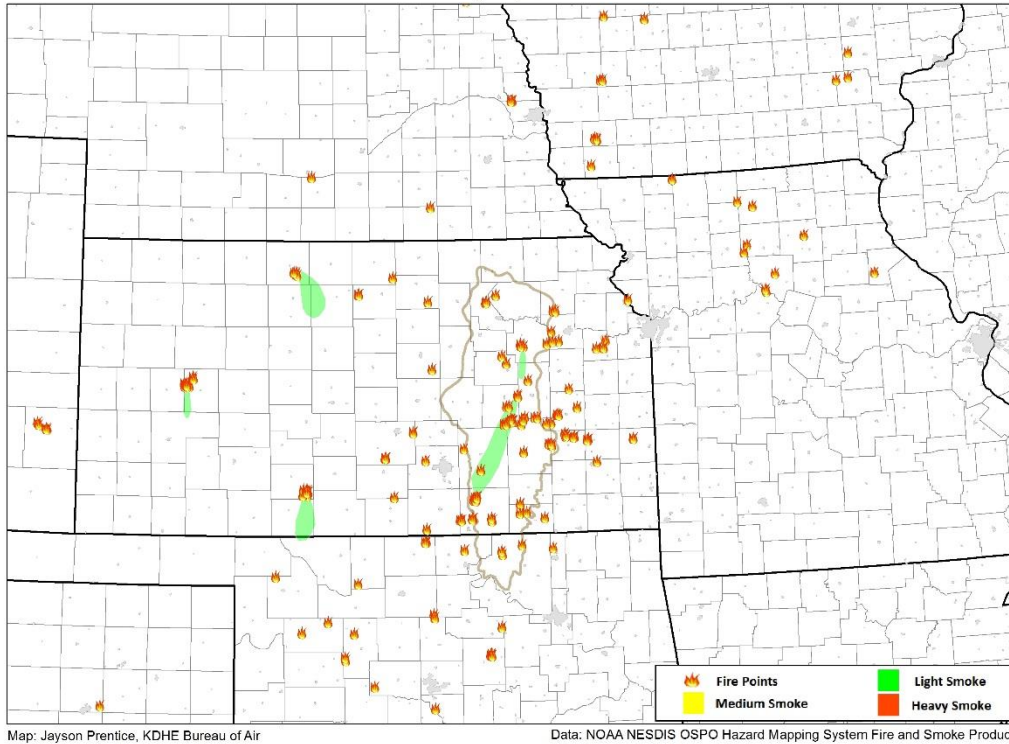 Fire Points
Light Smoke
Medium Smoke
Heavy Smoke
Map: Jayson Prentice, KDHE Bureau of Air
Data: NOAA NESDIS OSPO Hazard Mapping System Fire and Smoke Produc